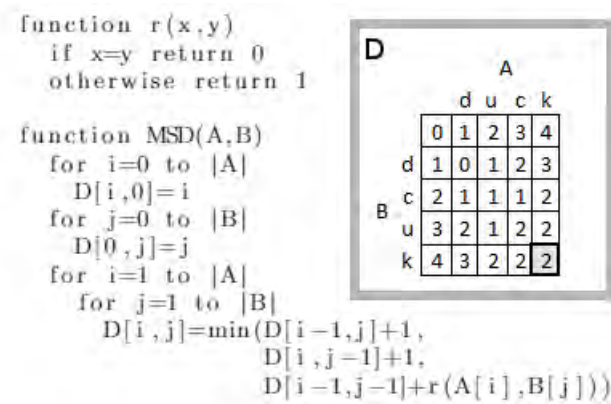 function r(x,y)
if x=y return 0
otherwise return 1
function MSD(A,B)
for i=0 to |A|
D[i,0]=i
for j=0 to |B|
D[0,j]=j
for i=1 to |A|
for j=1 to |B|
D[i,j]=min(D[i-1,j]+1,
D[i,j-1]+1,
D[i-1,j-1]+r(A[i],B[j]))
D
A
d u c k
0 1 2 3 4
d 1 0 1 2 3
c 2 1 1 1 2
B
u 3 2 1 2 2
k 4 3 2 2 2